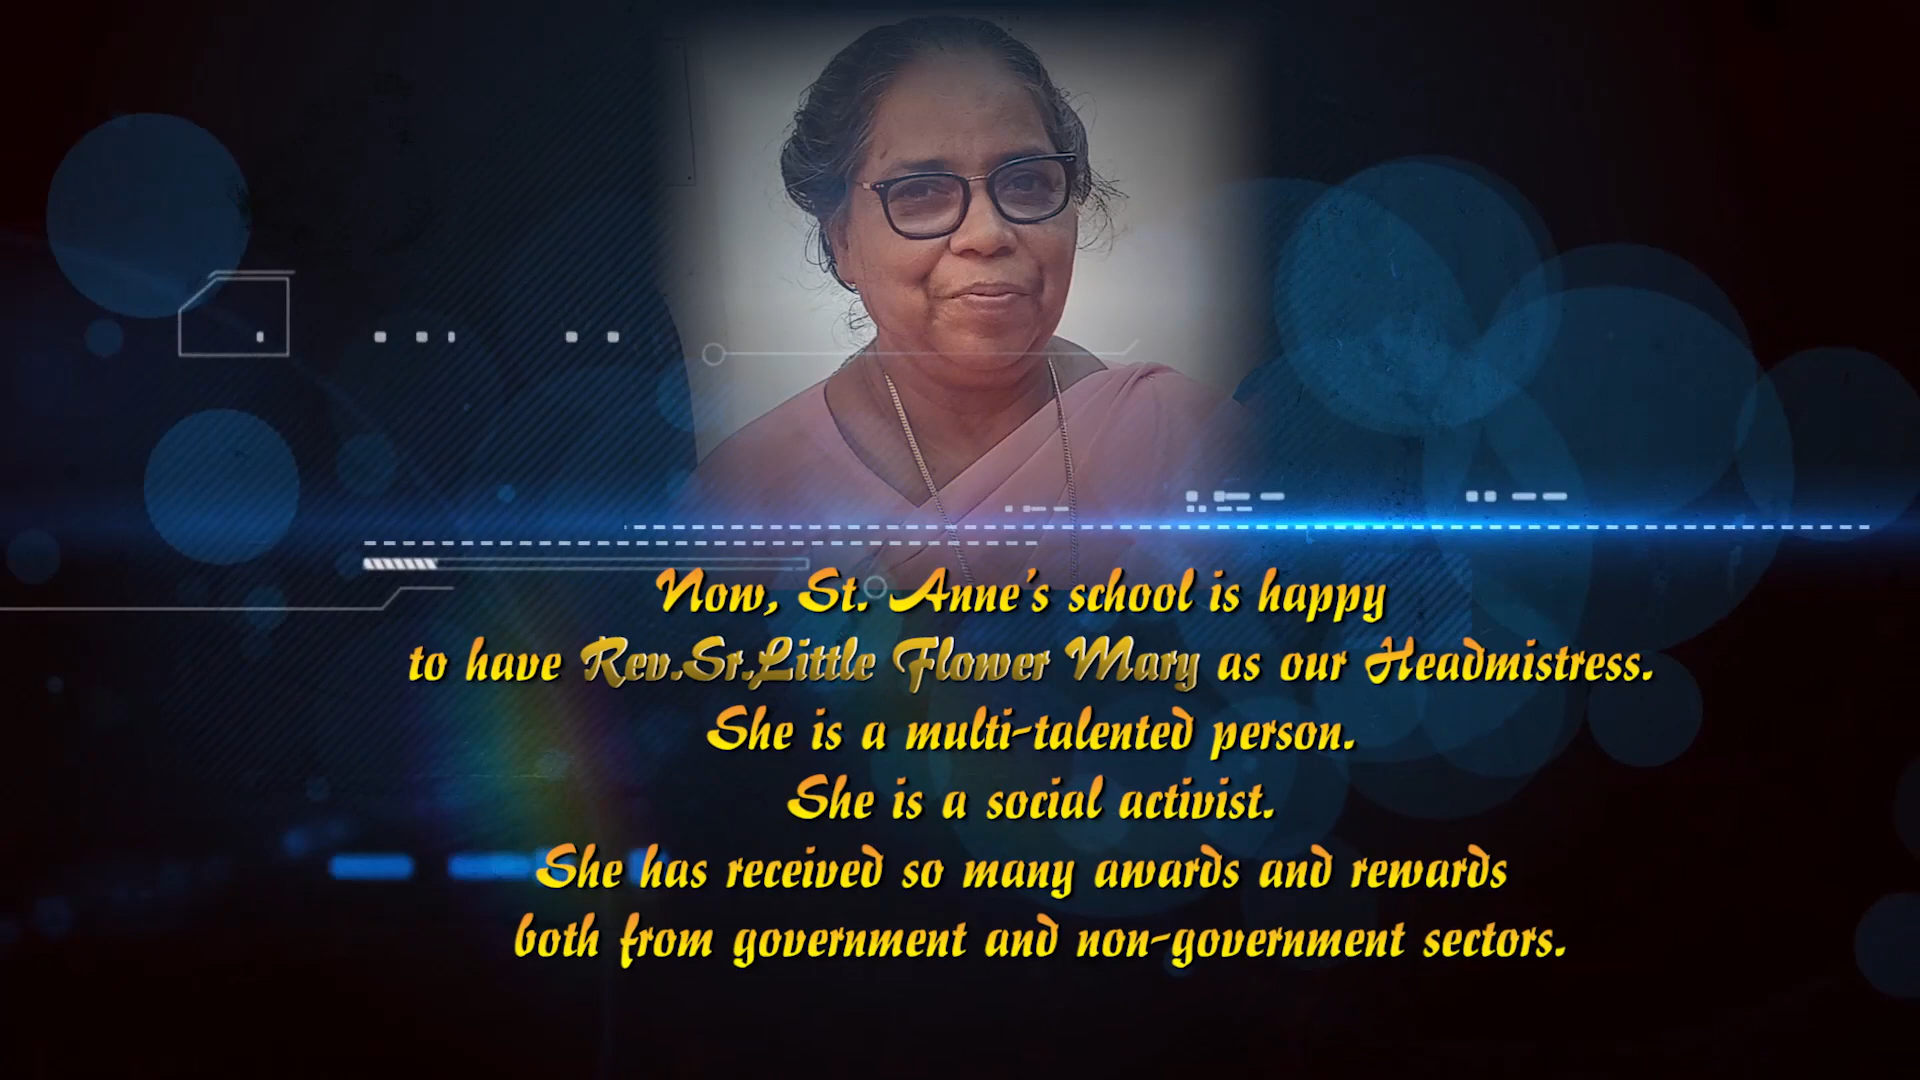 Now, St. Anne's school is happy
to have Rev.Sr.Little Flower Mary as our Headmistress.
She is a multi-talented person.
She is a social activist.
She has received so many awards and rewards
both from government and non-government sectors.